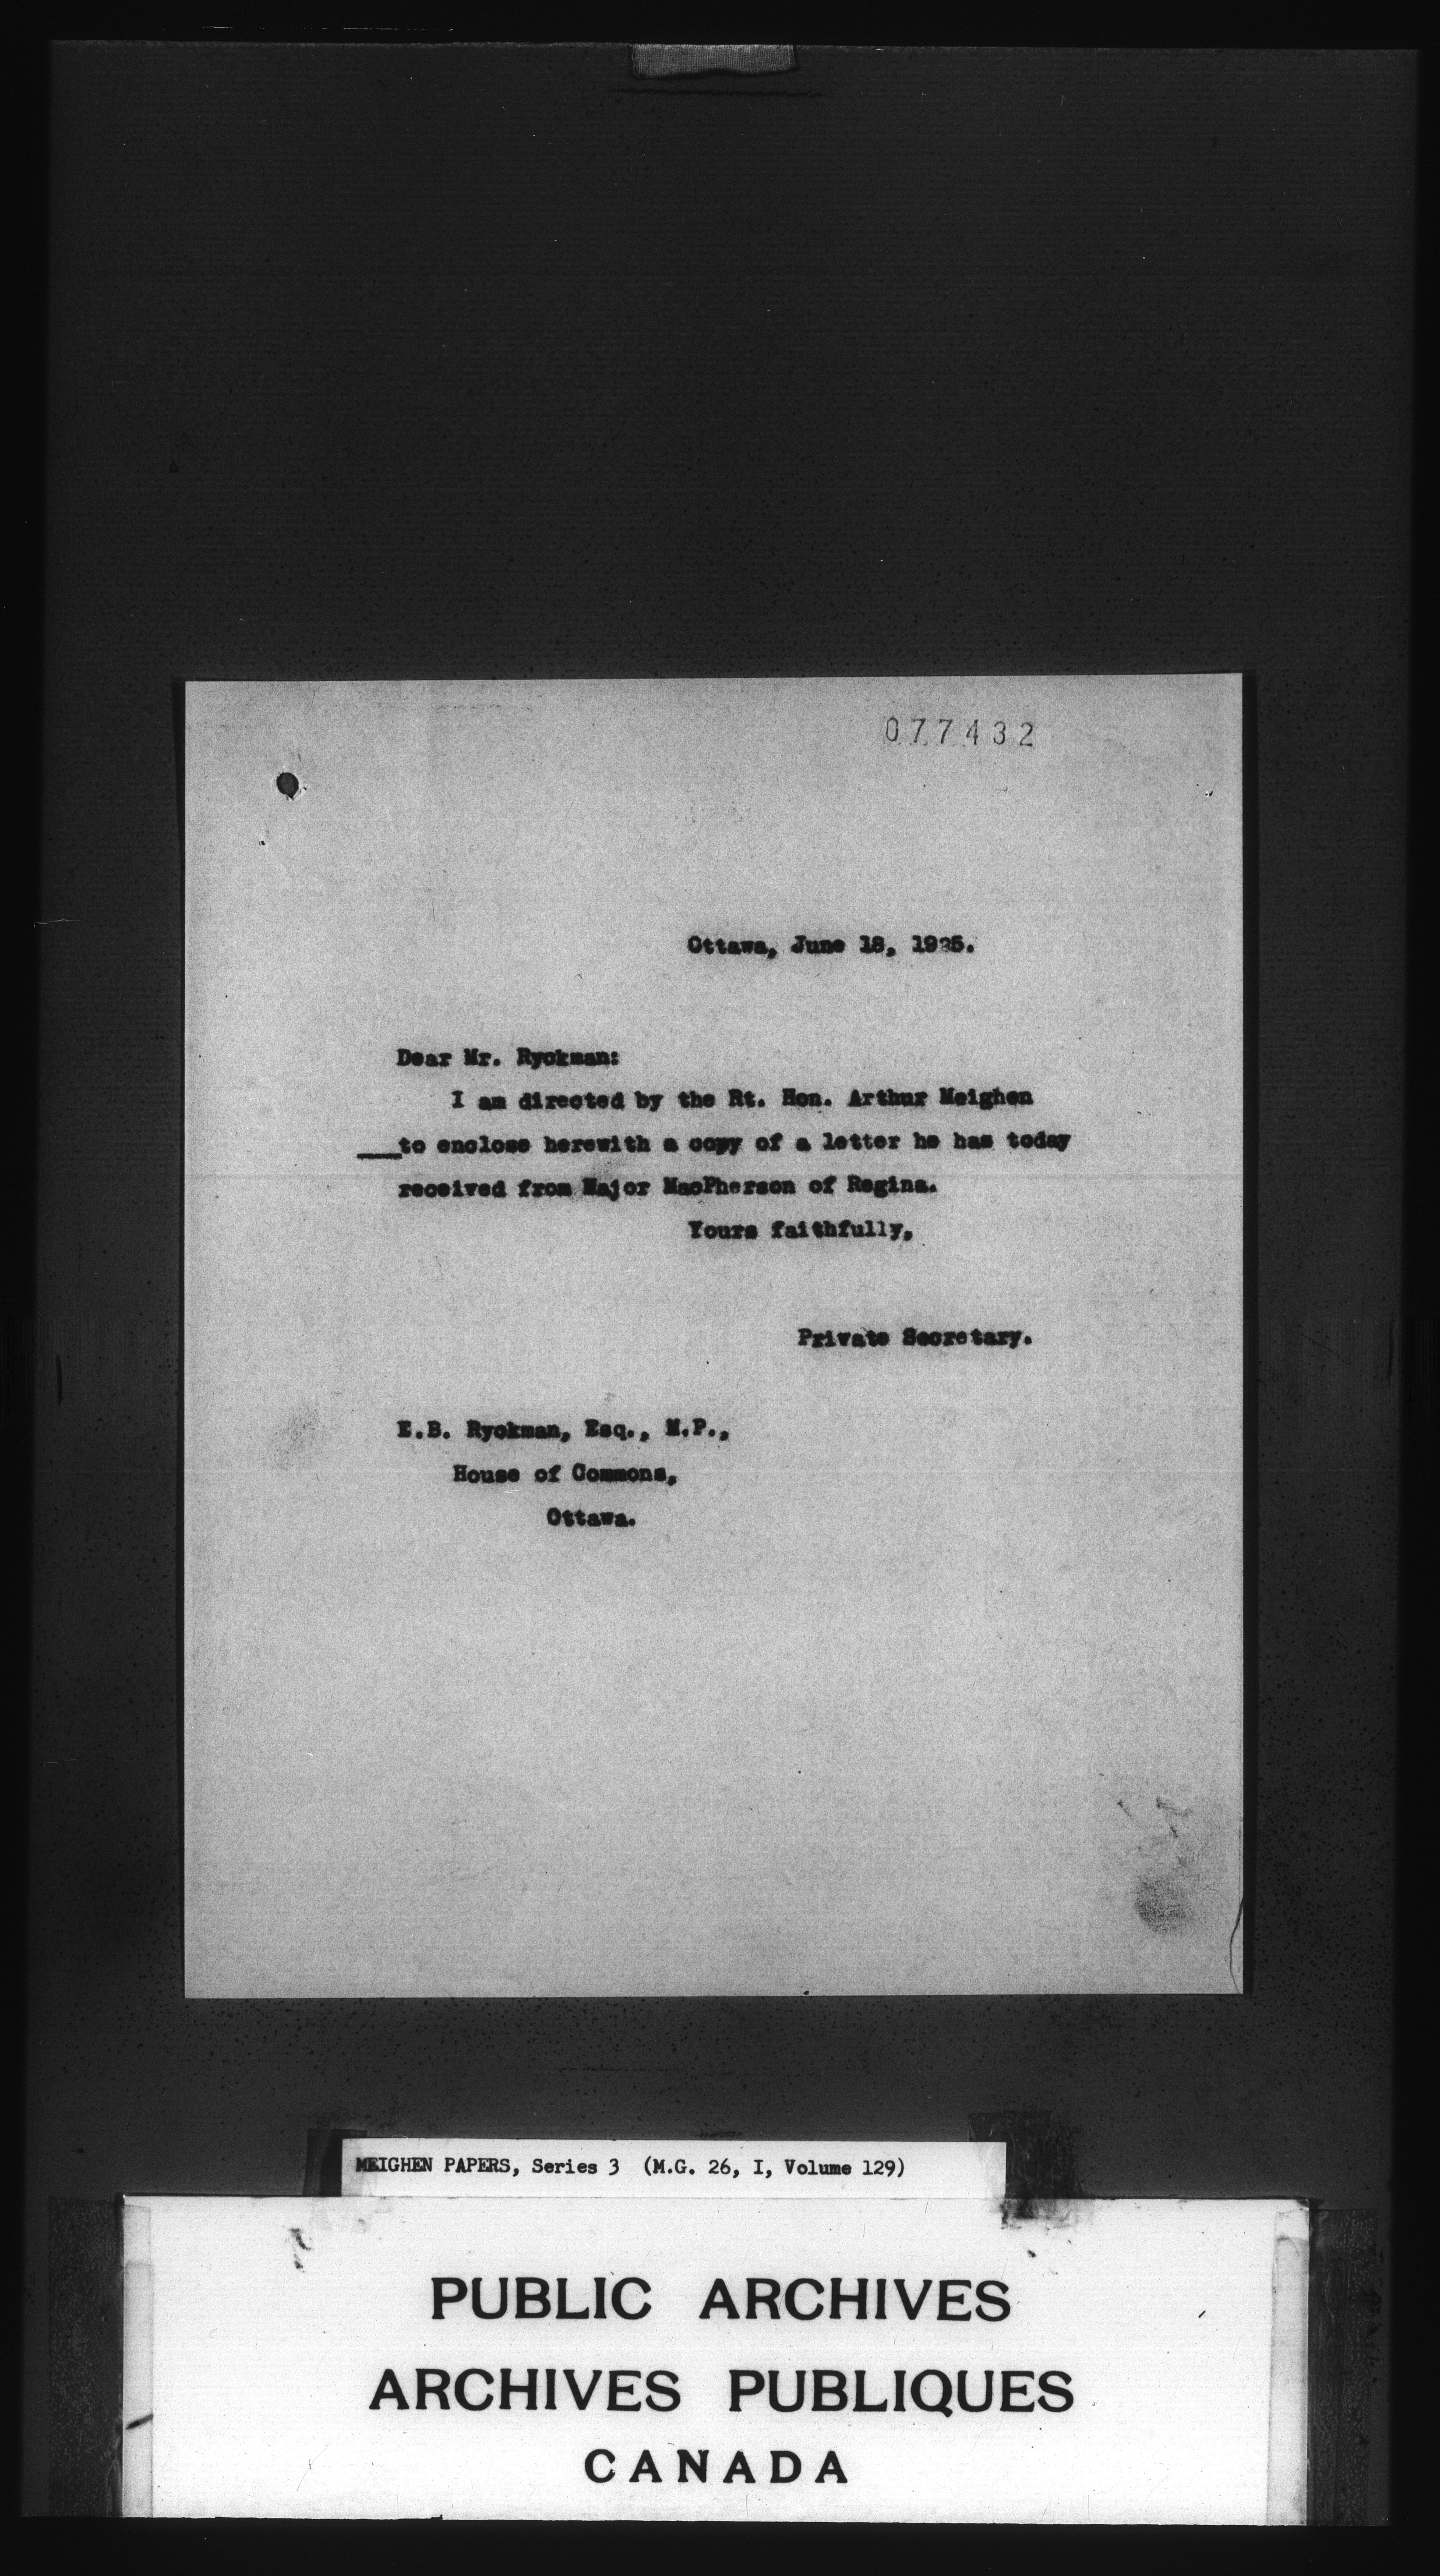 077432
Ottawa, June 18, 1925.
Dear Mr. Ryckman:
I am directed by the Rt. Hon. Arthur Meighen
___to enclose herewith a copy of a letter he has today
received from Major MacPherson of Regina.
Yours faithfully,
Private Secretary.
E.B. Ryckman, Esq., M.P.,
House of Commons,
Ottawa.
MEIGHEN PAPERS, Series 3 (M.G. 26, I, Volume 129)
PUBLIC ARCHIVES
ARCHIVES PUBLIQUES
CANADA